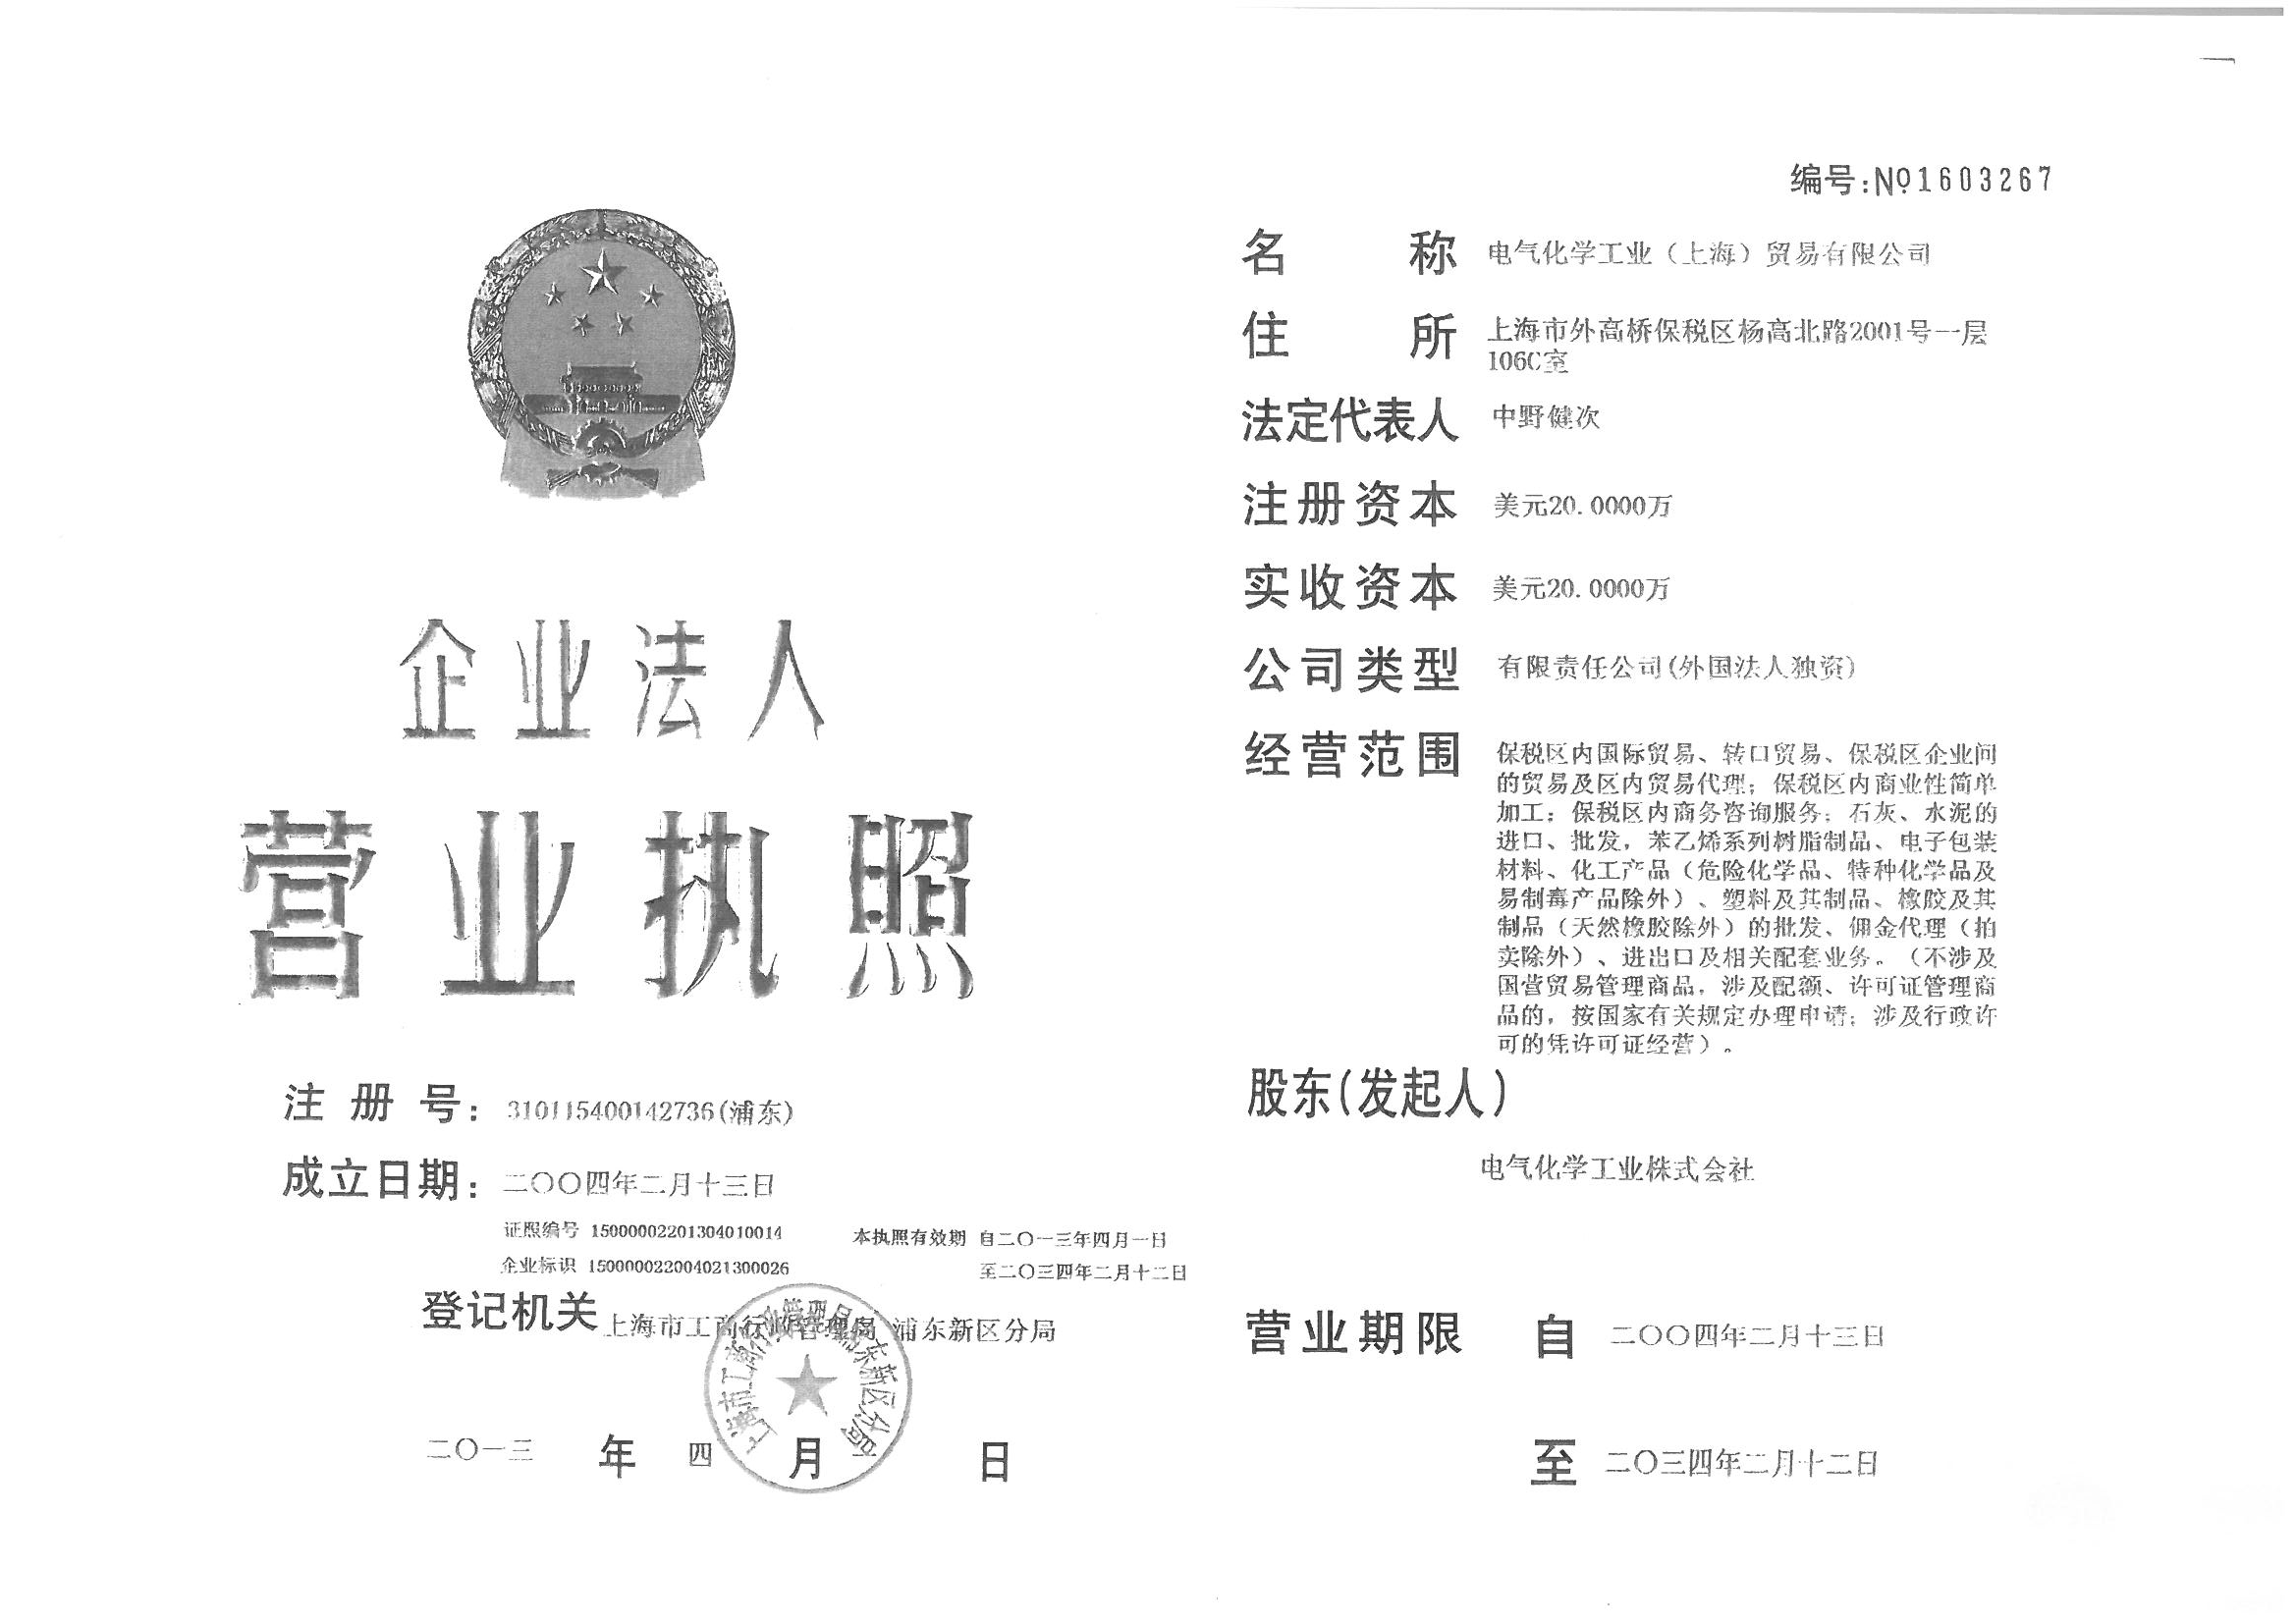 企业法人
营业执照
注册号：310115400142736(浦东)
成立日期：二〇〇四年二月十三日
证照编号 15000002201304010014
企业标识 150000022004021300026
本执照有效期 自二〇一三年四月一日
至二〇三四年二月十二日
登记机关 上海市工商行政管理局 浦东新区分局
上海市工商行政管理局浦东新区分局
二〇一三 年 四 月 日
编号:№1603267
名称 电气化学工业（上海）贸易有限公司
住所 上海市外高桥保税区杨高北路2001号一层
106C室
法定代表人 中野健次
注册资本 美元20.0000万
实收资本 美元20.0000万
公司类型 有限责任公司(外国法人独资)
经营范围 保税区内国际贸易、转口贸易、保税区企业间
的贸易及区内贸易代理；保税区内商业性简单
加工；保税区内商务咨询服务；石灰、水泥的
进口、批发，苯乙烯系列树脂制品、电子包装
材料、化工产品（危险化学品、特种化学品及
易制毒产品除外）、塑料及其制品、橡胶及其
制品（天然橡胶除外）的批发、佣金代理（拍
卖除外）、进出口及相关配套业务。（不涉及
国营贸易管理商品，涉及配额、许可证管理商
品的，按国家有关规定办理申请；涉及行政许
可的凭许可证经营）。
股东(发起人)
电气化学工业株式会社
营业期限 自 二〇〇四年二月十三日
至 二〇三四年二月十二日